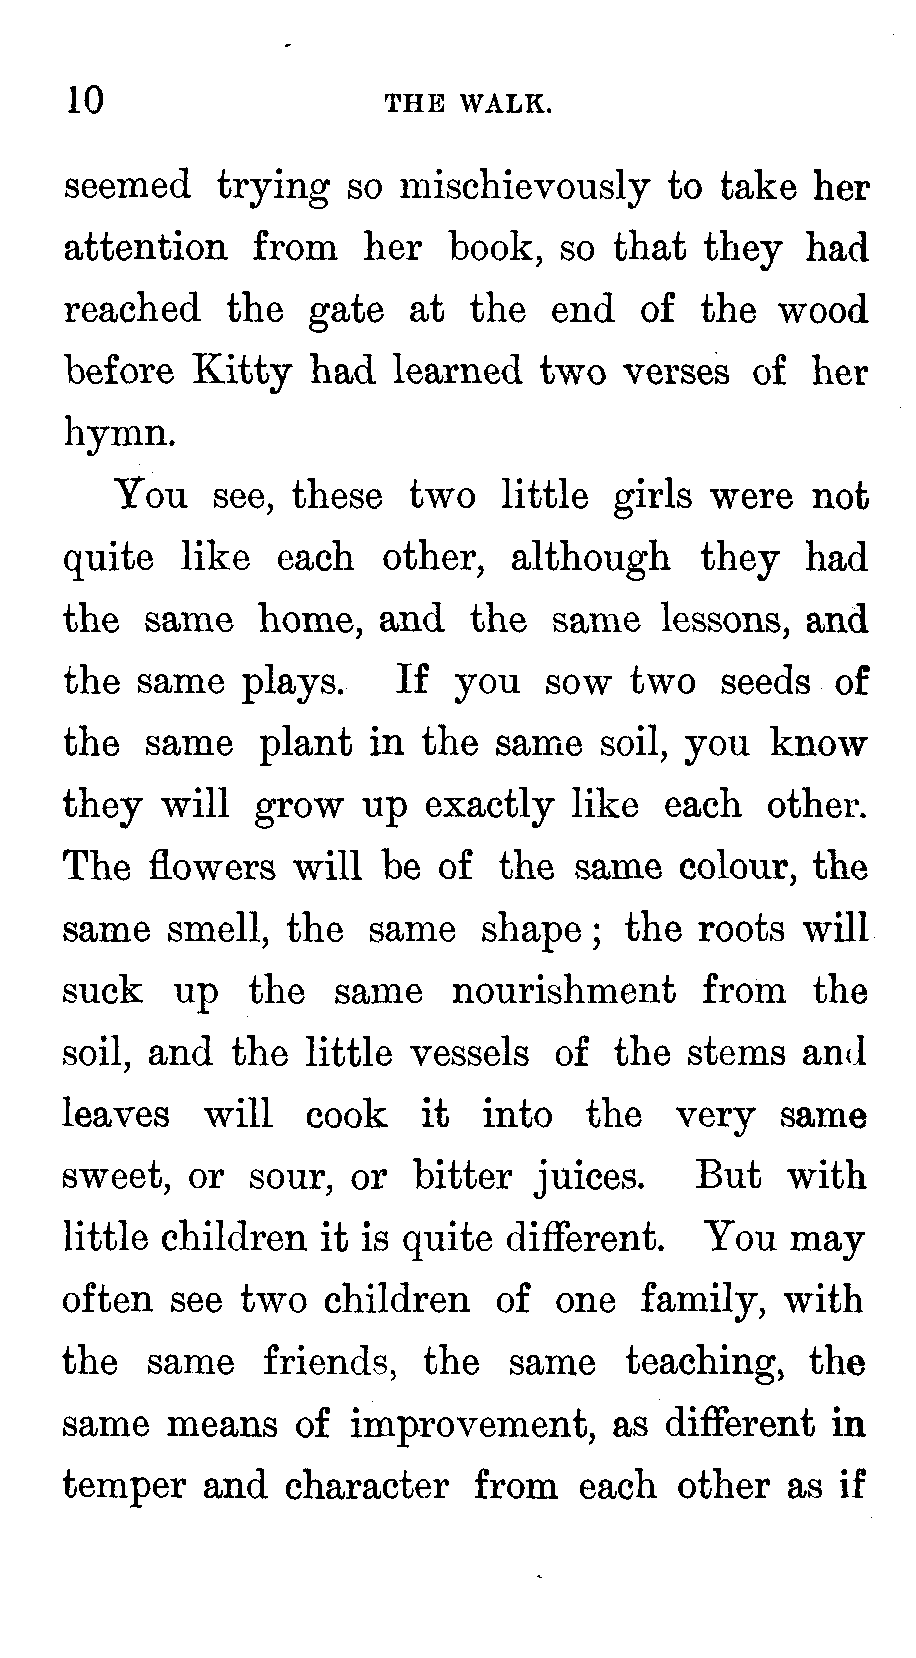 10 THE WALK.
seemed trying so mischievously to take her
attention from her book, so that they had
reached the gate at the end of the wood
before Kitty had learned two verses of her
hymn.
You see, these two little girls were not
quite like each other, although they had
the same home, and the same lessons, and
the same plays. If you sow two seeds of
the same plant in the same soil, you know
they will grow up exactly like each other.
The flowers will be of the same colour, the
same smell, the same shape; the roots will
suck up the same nourishment from the
soil, and the little vessels of the stems and
leaves will cook it into the very same
sweet, or sour, or bitter juices. But with
little children it is quite different. You may
often see two children of one family, with
the same friends, the same teaching, the
same means of improvement, as different in
temper and character from each other as if